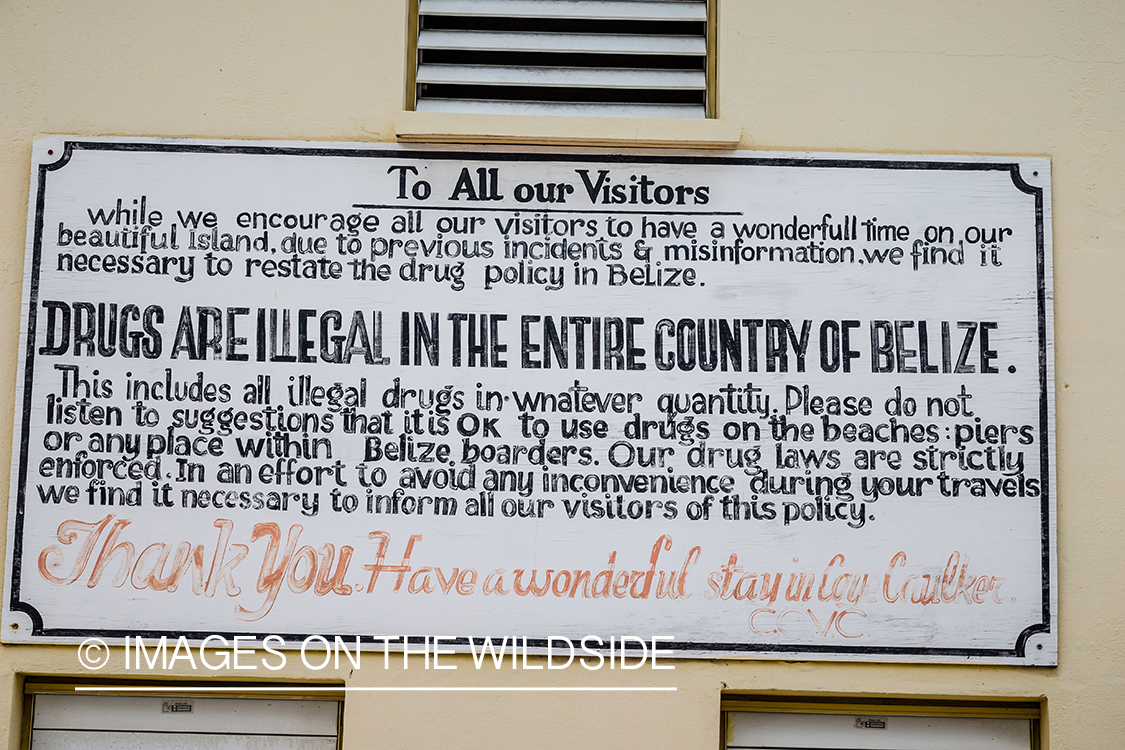 To All our Visitors
while we encourage all our visitors to have a wonderfull time on our
beautiful island, due to previous incidents & misinformation, we find it
necessary to restate the drug policy in Belize.
DRUGS ARE ILLEGAL IN THE ENTIRE COUNTRY OF BELIZE.
This includes all illegal drugs in whatever quantity. Please do not
listen to suggestions that it is OK to use drugs on the beaches: piers
or any place within Belize boarders. Our drug laws are strictly
enforced. In an effort to avoid any inconvenience during your travels
we find it necessary to inform all our visitors of this policy.
Thank You. Have a wonderful stay in Cay Caulker.
CCVC
© IMAGES ON THE WILDSIDE